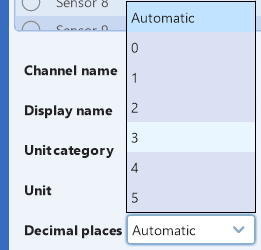 Sensor 8
Sensor 9
Automatic
0
1
2
3
4
5
Channel name
Display name
Unit category
Unit
Decimal places
Automatic